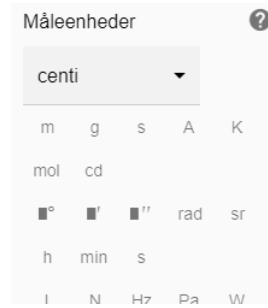 Måleenheder ?
centi
m g s A K
mol cd
∎° ∎' ∎'' rad sr
h min s
J N Hz Pa W